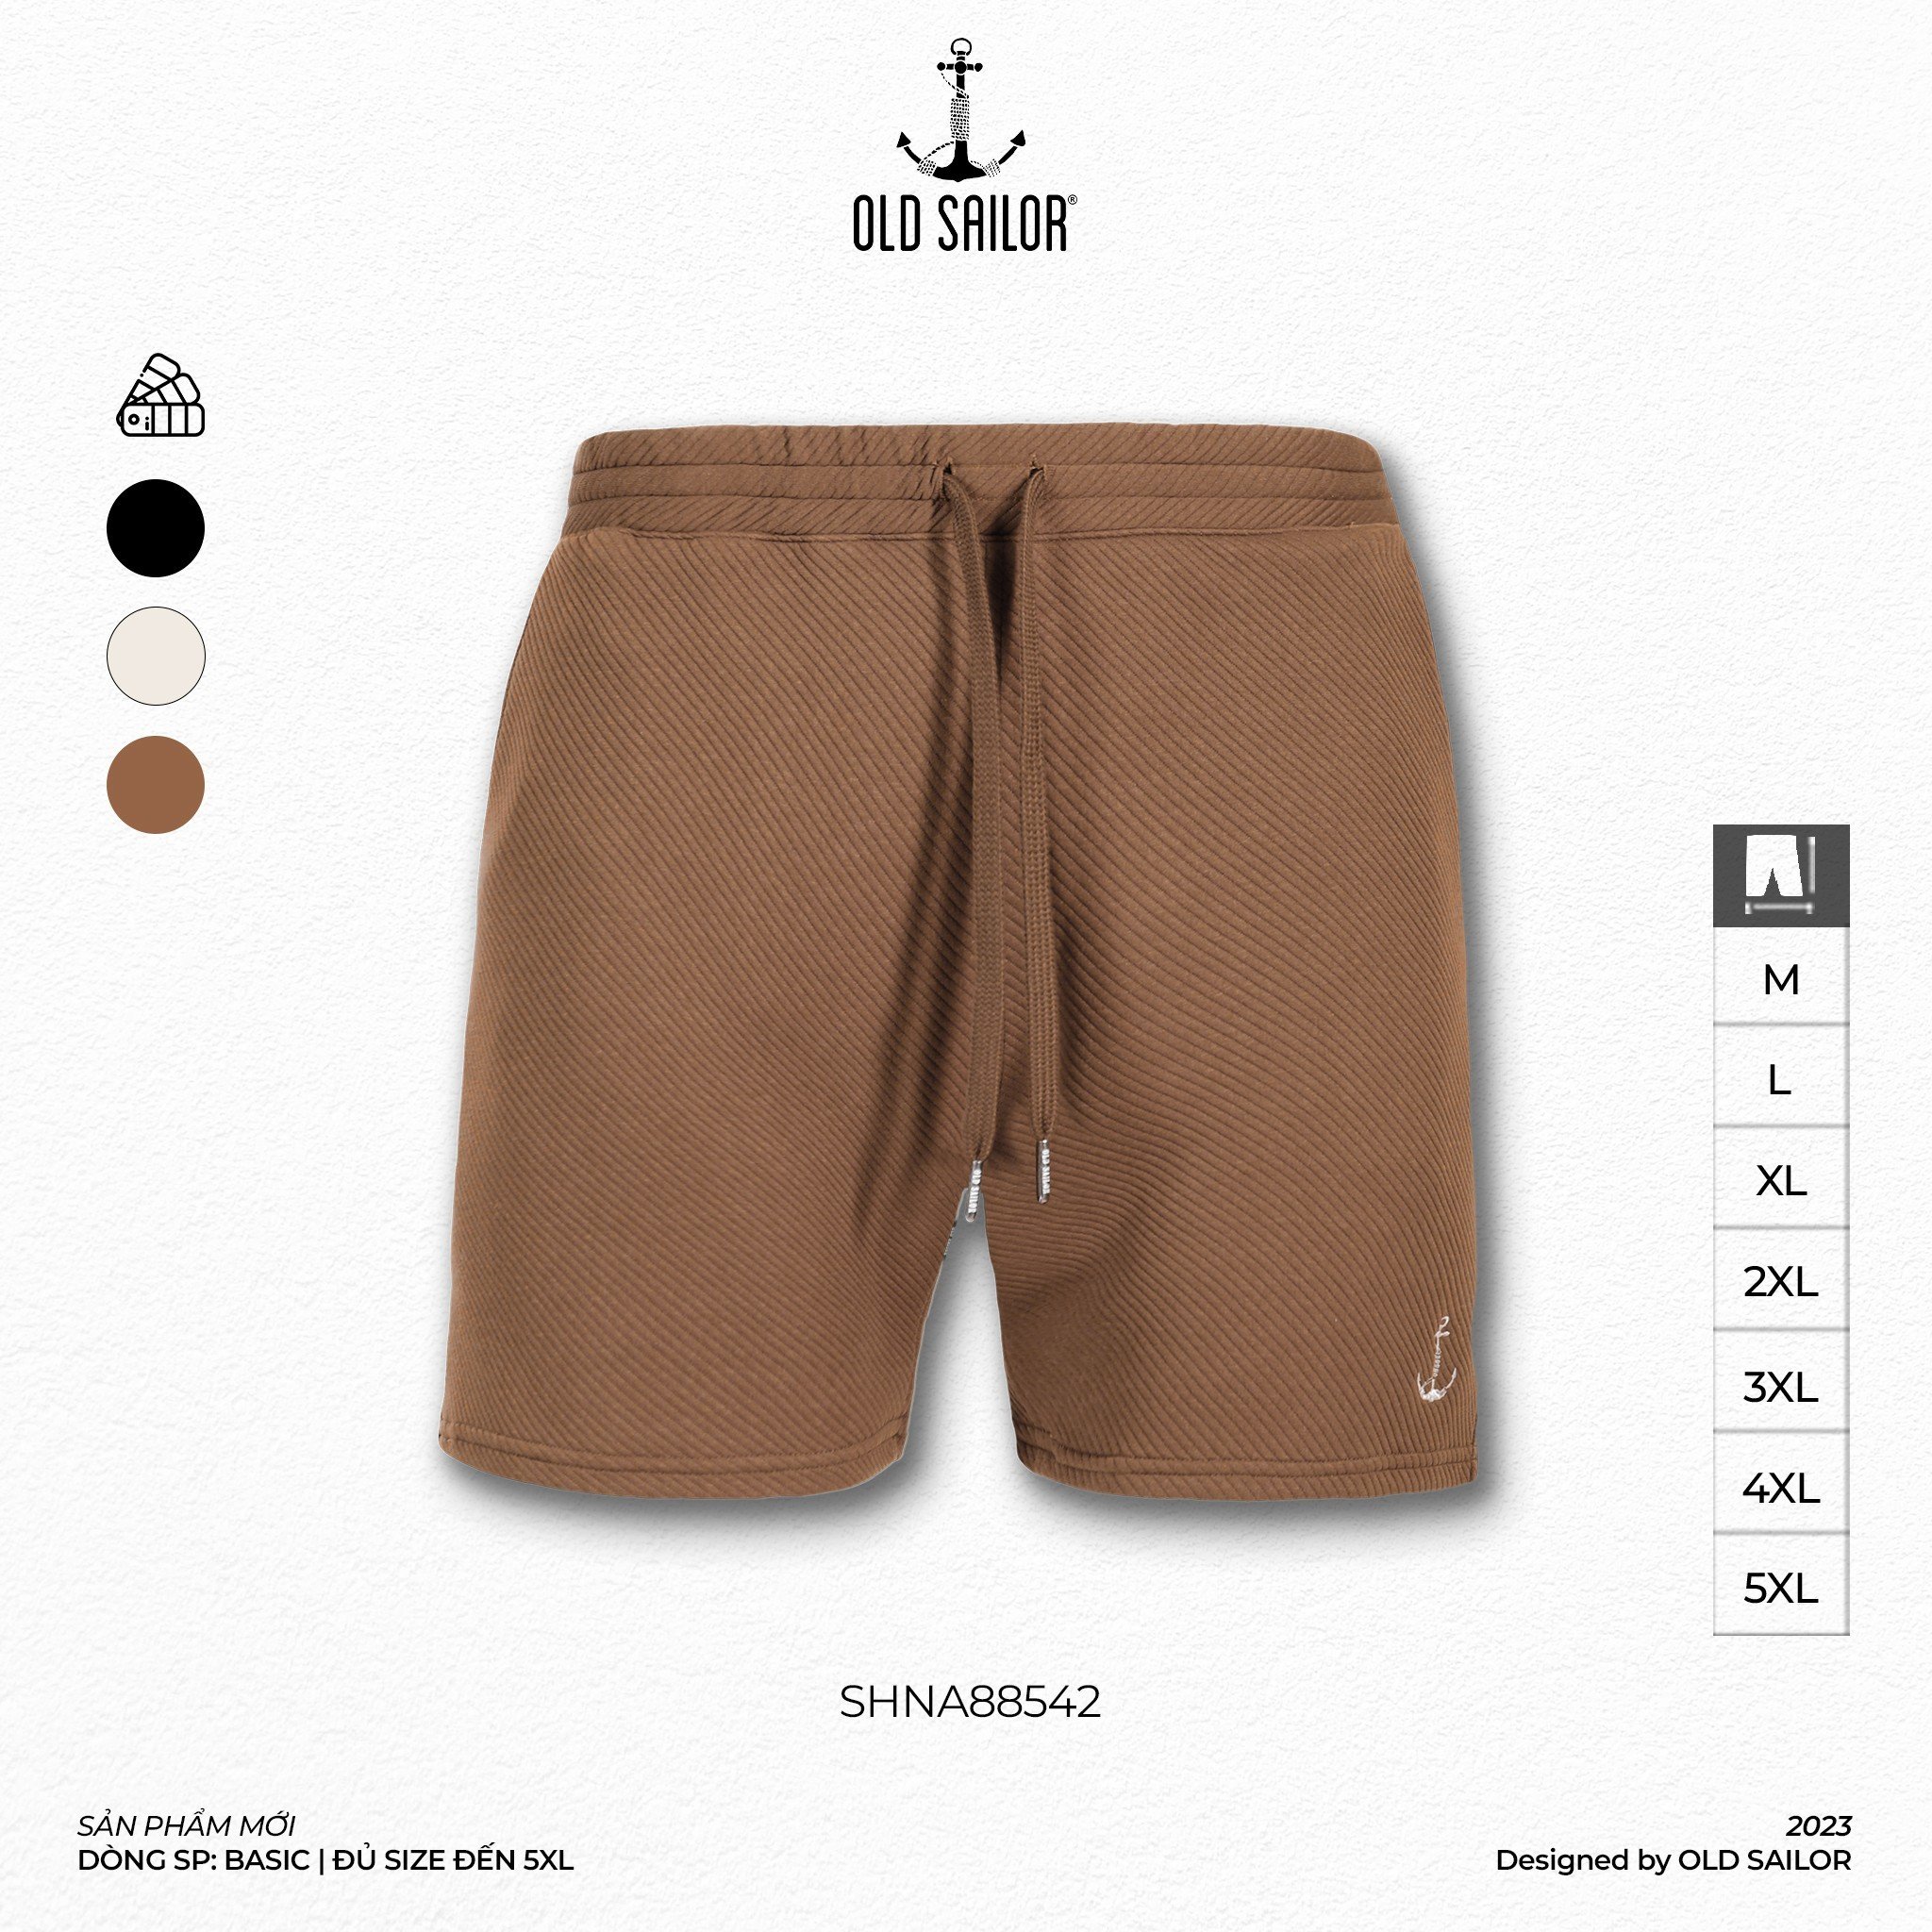 OLD SAILOR®
M
L
XL
2XL
3XL
4XL
5XL
SHNA88542
SẢN PHẨM MỚI
DÒNG SP: BASIC | ĐỦ SIZE ĐẾN 5XL
2023
Designed by OLD SAILOR